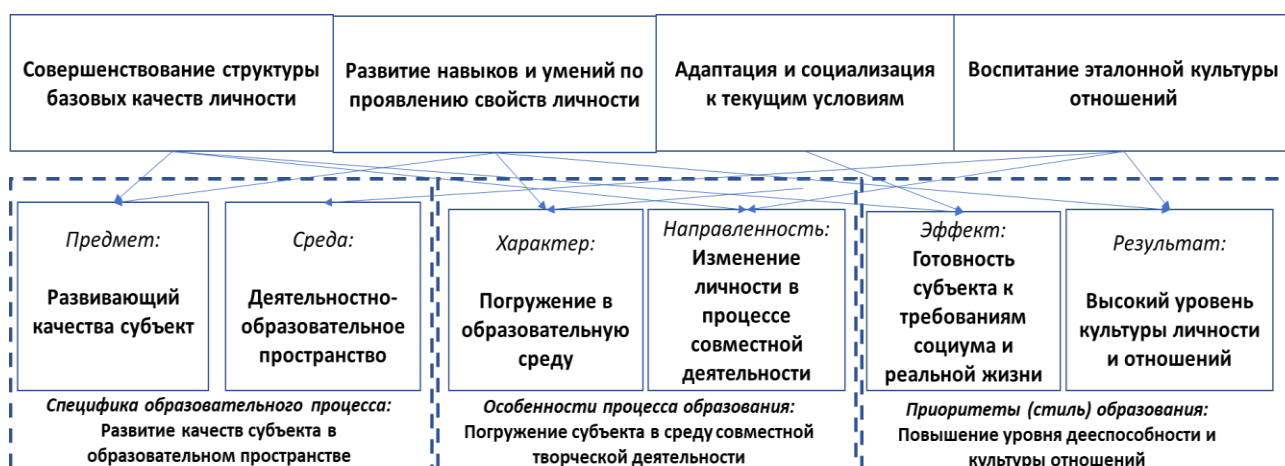 Совершенствование структуры
базовых качеств личности
Развитие навыков и умений по
проявлению свойств личности
Адаптация и социализация
к текущим условиям
Воспитание эталонной культуры
отношений
Предмет:
Развивающий
качества субъект
Среда:
Деятельностно-
образовательное
пространство
Характер:
Погружение в
образовательную
среду
Направленность:
Изменение
личности в
процессе
совместной
деятельности
Эффект:
Готовность
субъекта к
требованиям
социума и
реальной жизни
Результат:
Высокий уровень
культуры личности
и отношений
Специфика образовательного процесса:
Развитие качеств субъекта в
образовательном пространстве
Особенности процесса образования:
Погружение субъекта в среду совместной
творческой деятельности
Приоритеты (стиль) образования:
Повышение уровня дееспособности и
культуры отношений